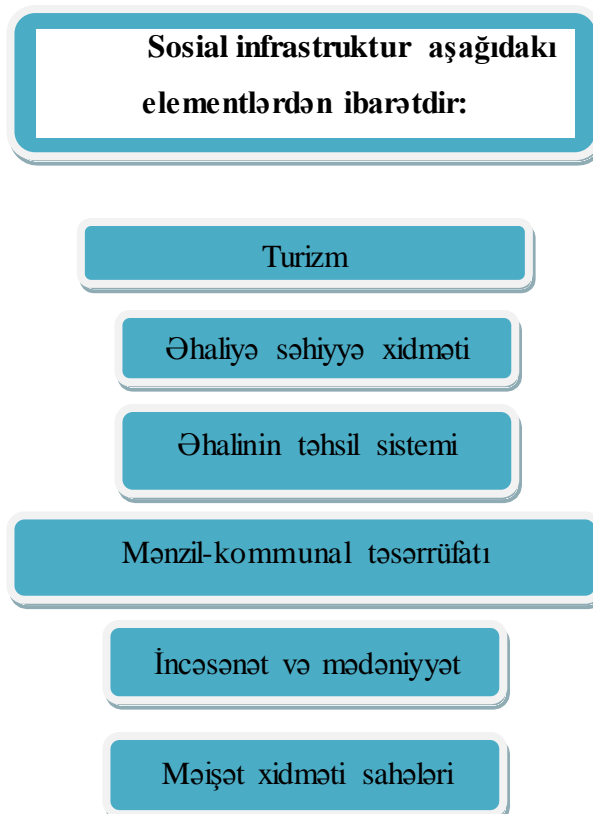 Sosial infrastruktur aşağıdakı
elementlərdən ibarətdir:
Turizm
Əhaliyə səhiyyə xidməti
Əhalinin təhsil sistemi
Mənzil-kommunal təsərrüfatı
İncəsənət və mədəniyyət
Məişət xidməti sahələri